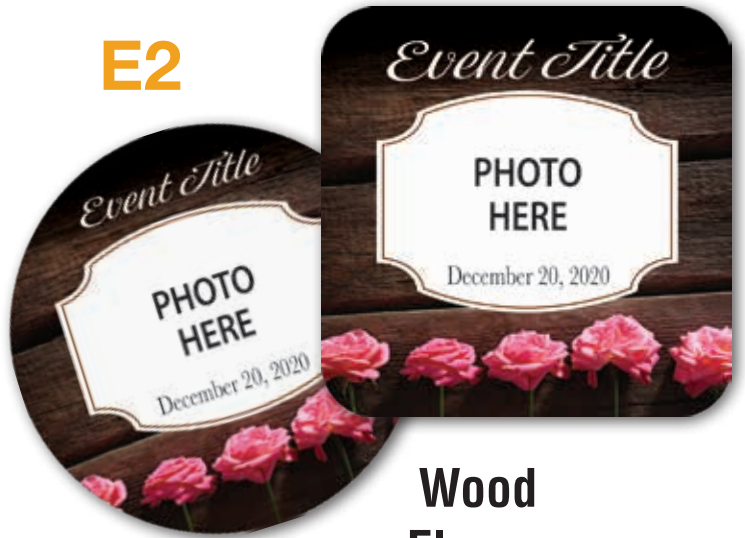 E2
Event Title
PHOTO
HERE
December 20, 2020
Event Title
PHOTO
HERE
December 20, 2020
Wood